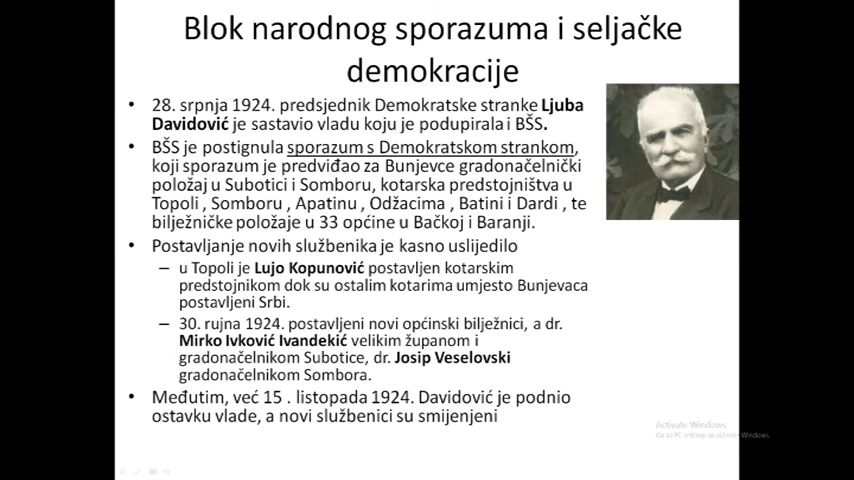 Blok narodnog sporazuma i seljačke
demokracije
• 28. srpnja 1924. predsjednik Demokratske stranke Ljuba
Davidović je sastavio vladu koju je podupirala i BŠS.
• BŠS je postignula sporazum s Demokratskom strankom,
koji sporazum je predviđao za Bunjevce gradonačelnički
položaj u Subotici i Somboru, kotarska predstojništva u
Topoli , Somboru , Apatinu , Odžacima , Batini i Dardi , te
bilježničke položaje u 33 općine u Bačkoj i Baranji.
• Postavljanje novih službenika je kasno uslijedilo
– u Topoli je Lujo Kopunović postavljen kotarskim
predstojnikom dok su ostalim kotarima umjesto Bunjevaca
postavljeni Srbi.
– 30. rujna 1924. postavljeni novi općinski bilježnici, a dr.
Mirko Ivković Ivandekić velikim županom i
gradonačelnikom Subotice, dr. Josip Veselovski
gradonačelnikom Sombora.
• Međutim, već 15 . listopada 1924. Davidović je podnio
ostavku vlade, a novi službenici su smijenjeni
Activate Windows
Go to PC settings to activate Windows.